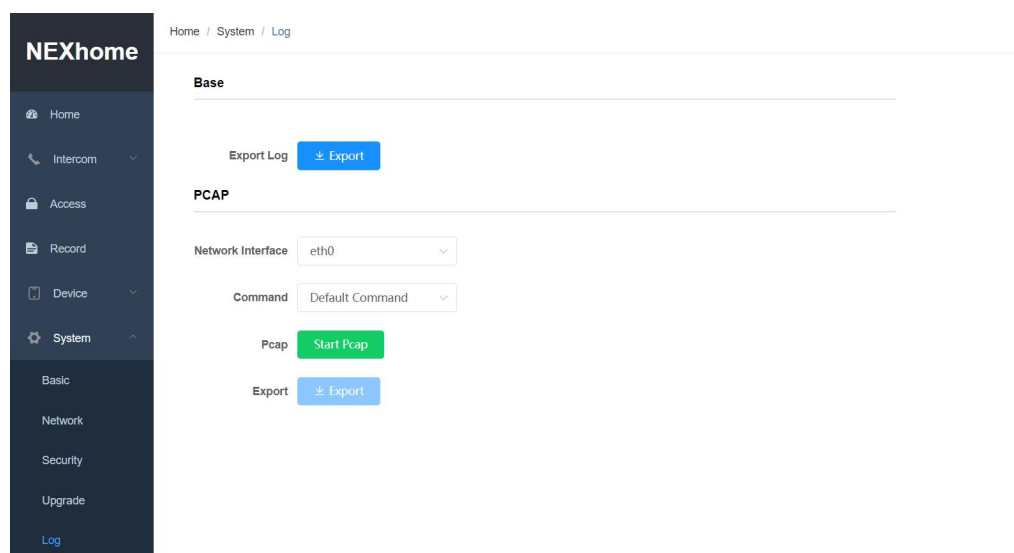 NEXhome
Home / System / Log
Base
Home
Intercom
Export Log Export
Access
PCAP
Record
Network Interface eth0
Device
Command Default Command
System
Pcap Start Pcap
Basic
Export Export
Network
Security
Upgrade
Log